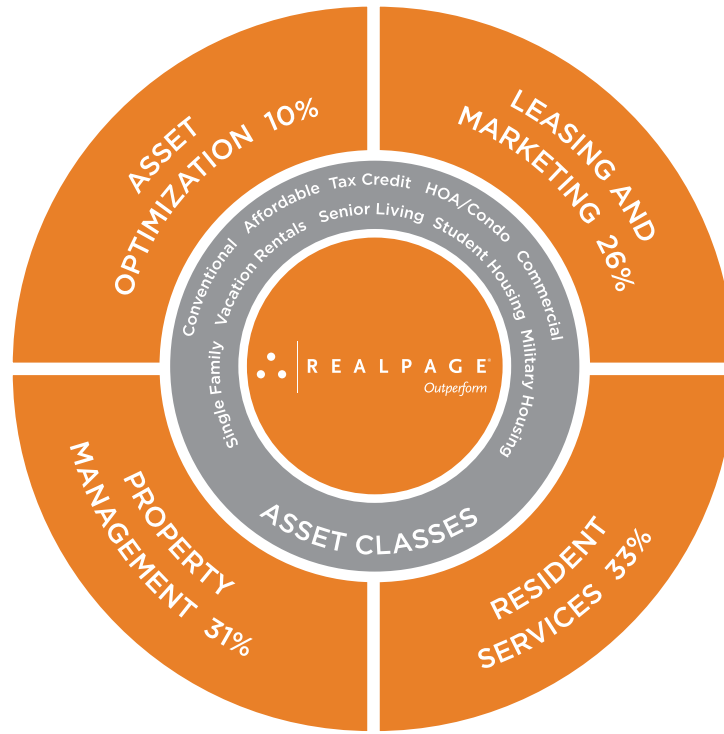 ASSET
OPTIMIZATION 10%
LEASING AND
MARKETING 26%
Conventional Affordable Tax Credit HOA/Condo Commercial
Single Family Vacation Rentals Senior Living Student Housing Military Housing
REALPAGE®
Outperform
ASSET CLASSES
PROPERTY
MANAGEMENT 31%
RESIDENT
SERVICES 33%